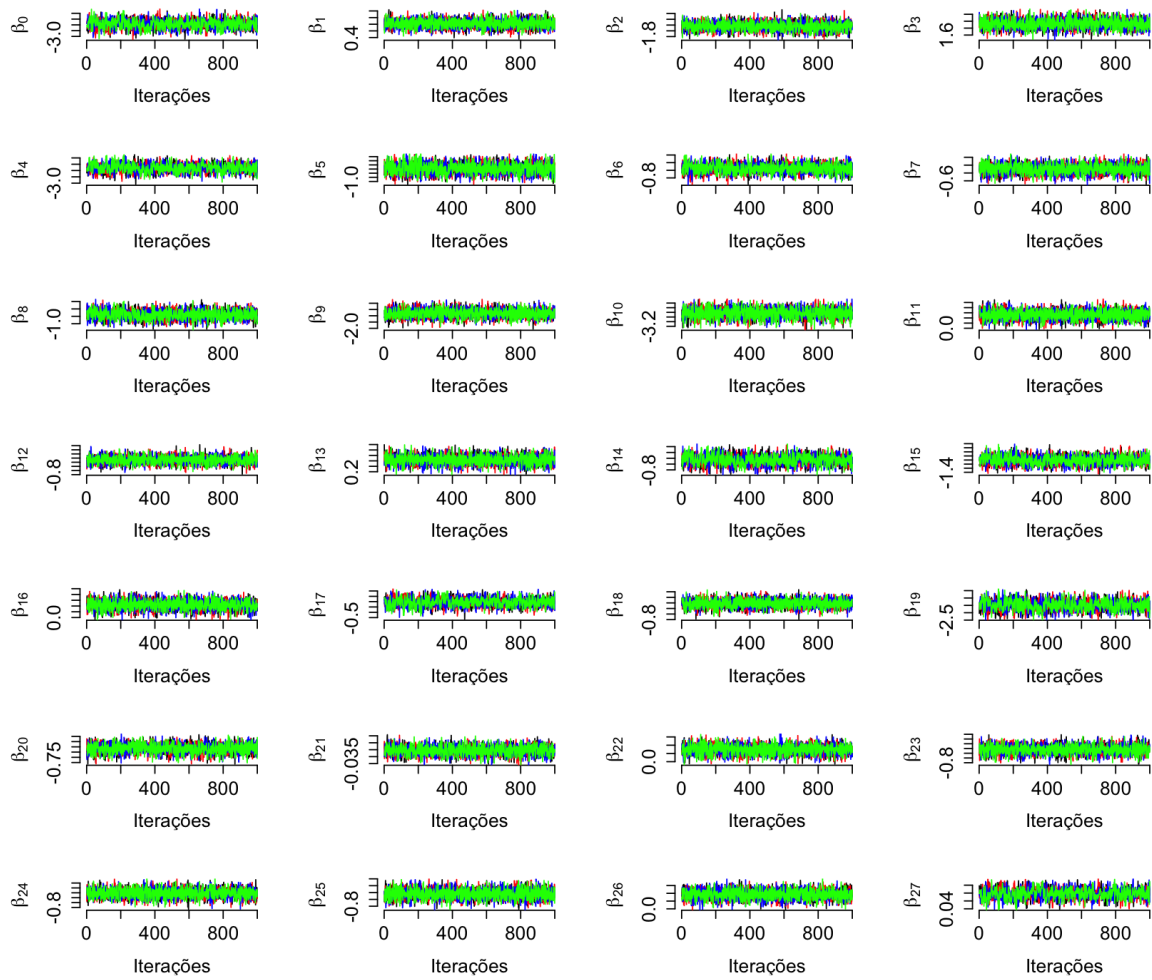 β0 -3.0 0 400 800 Iterações
β1 0.4 0 400 800 Iterações
β2 -1.8 0 400 800 Iterações
β3 1.6 0 400 800 Iterações
β4 -3.0 0 400 800 Iterações
β5 -1.0 0 400 800 Iterações
β6 -0.8 0 400 800 Iterações
β7 -0.6 0 400 800 Iterações
β8 -1.0 0 400 800 Iterações
β9 -2.0 0 400 800 Iterações
β10 -3.2 0 400 800 Iterações
β11 0.0 0 400 800 Iterações
β12 -0.8 0 400 800 Iterações
β13 0.2 0 400 800 Iterações
β14 -0.8 0 400 800 Iterações
β15 -1.4 0 400 800 Iterações
β16 0.0 0 400 800 Iterações
β17 -0.5 0 400 800 Iterações
β18 -0.8 0 400 800 Iterações
β19 -2.5 0 400 800 Iterações
β20 -0.75 0 400 800 Iterações
β21 -0.035 0 400 800 Iterações
β22 0.0 0 400 800 Iterações
β23 -0.8 0 400 800 Iterações
β24 -0.8 0 400 800 Iterações
β25 -0.8 0 400 800 Iterações
β26 0.0 0 400 800 Iterações
β27 0.04 0 400 800 Iterações